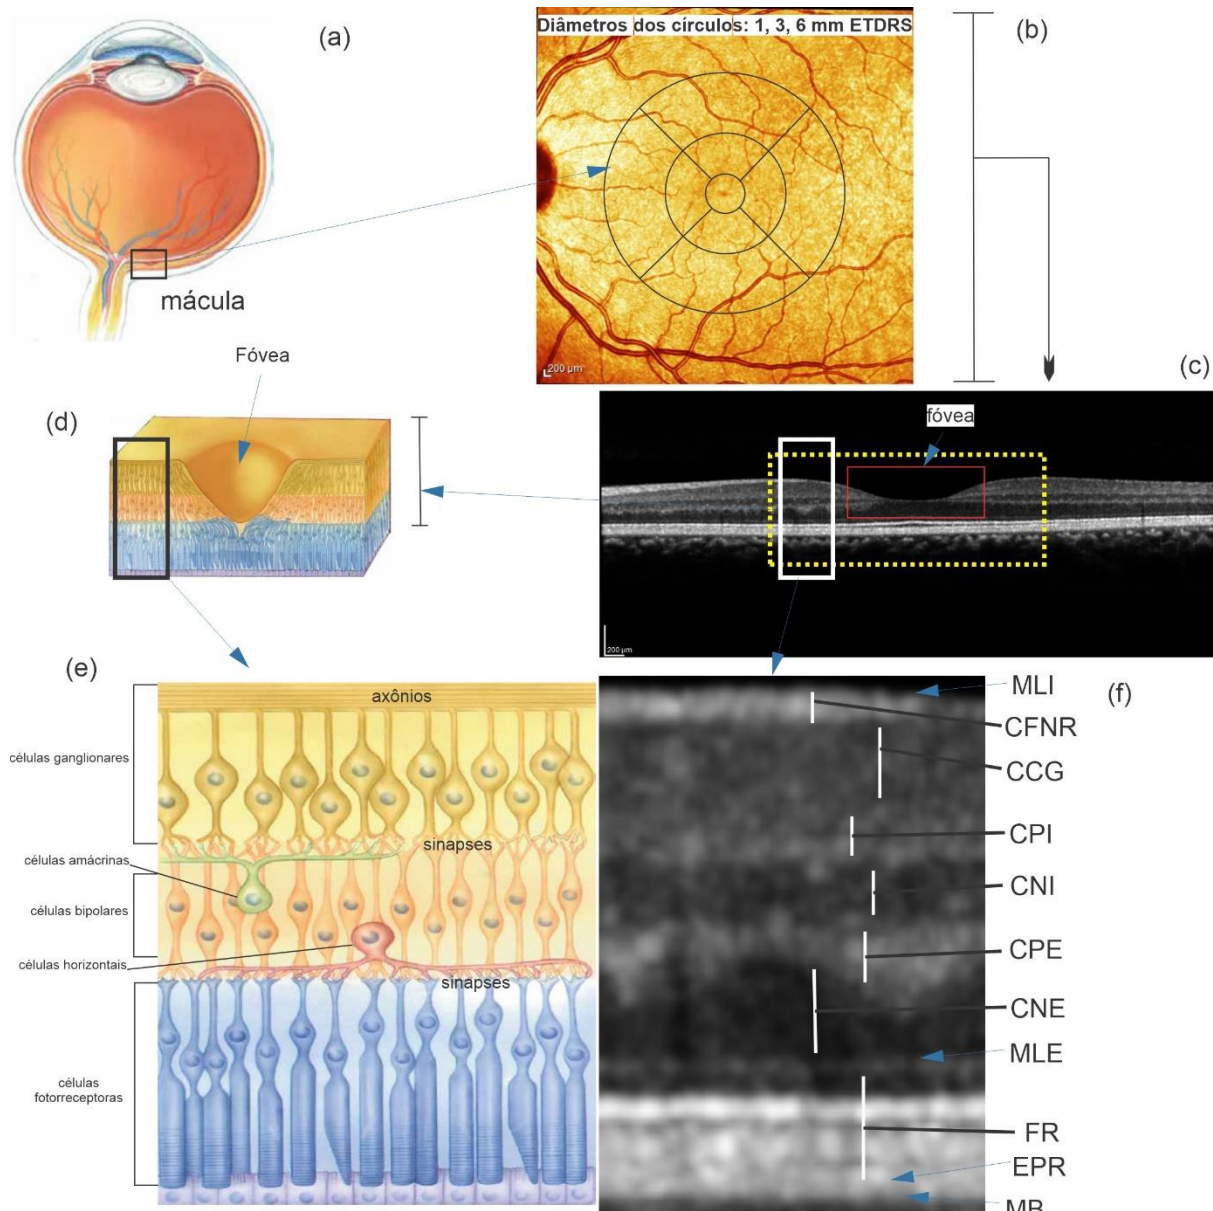 (a)
Diâmetros dos círculos: 1, 3, 6 mm ETDRS
(b)
mácula
200 µm
Fóvea
(c)
(d)
fóvea
200 µm
(e)
axônios
células ganglionares
sinapses
células amácrinas
células bipolares
células horizontais
sinapses
células
fotorreceptoras
MLI
(f)
CFNR
CCG
CPI
CNI
CPE
CNE
MLE
FR
EPR
MB